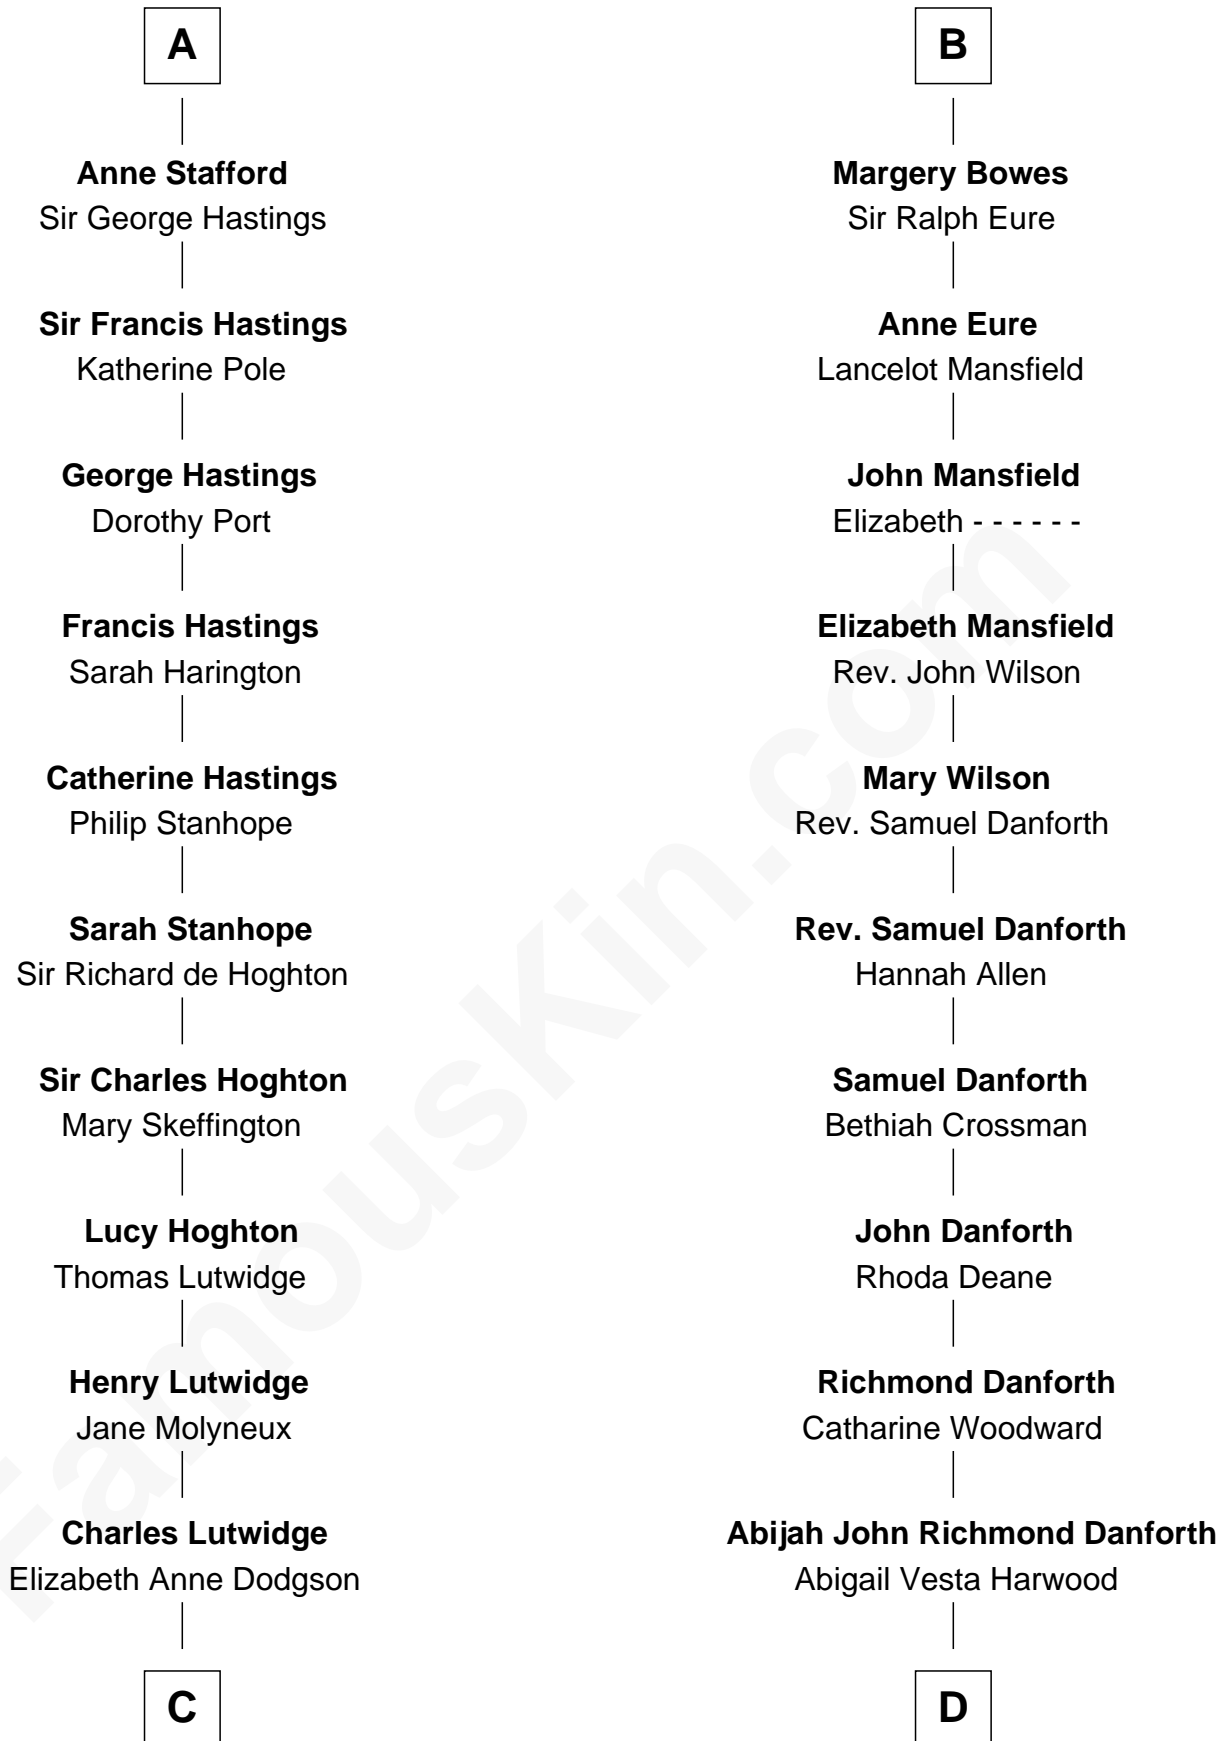 A
Anne Stafford
Sir George Hastings
Sir Francis Hastings
Katherine Pole
George Hastings
Dorothy Port
Francis Hastings
Sarah Harington
Catherine Hastings
Philip Stanhope
Sarah Stanhope
Sir Richard de Hoghton
Sir Charles Hoghton
Mary Skeffington
Lucy Hoghton
Thomas Lutwidge
Henry Lutwidge
Jane Molyneux
Charles Lutwidge
Elizabeth Anne Dodgson
C
B
Margery Bowes
Sir Ralph Eure
Anne Eure
Lancelot Mansfield
John Mansfield
Elizabeth - - - - - -
Elizabeth Mansfield
Rev. John Wilson
Mary Wilson
Rev. Samuel Danforth
Rev. Samuel Danforth
Hannah Allen
Samuel Danforth
Bethiah Crossman
John Danforth
Rhoda Deane
Richmond Danforth
Catharine Woodward
Abijah John Richmond Danforth
Abigail Vesta Harwood
D
FamousKin.com